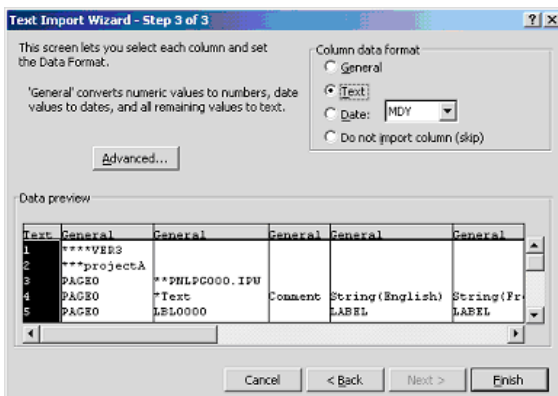 Text Import Wizard - Step 3 of 3
This screen lets you select each column and set
the Data Format.
'General' converts numeric values to numbers, date
values to dates, and all remaining values to text.
Advanced...
Column data format
General
Text
Date: MDY
Do not import column (skip)
Data preview
Text General General General General General
1 ****VER3
2 ***projectA
3 PAGE0 **PNLPG000.IPW
4 PAGE0 *Text Comment String(English) String(Fr
5 PAGE0 LBL0000 LABEL LABEL
Cancel < Back Next > Finish